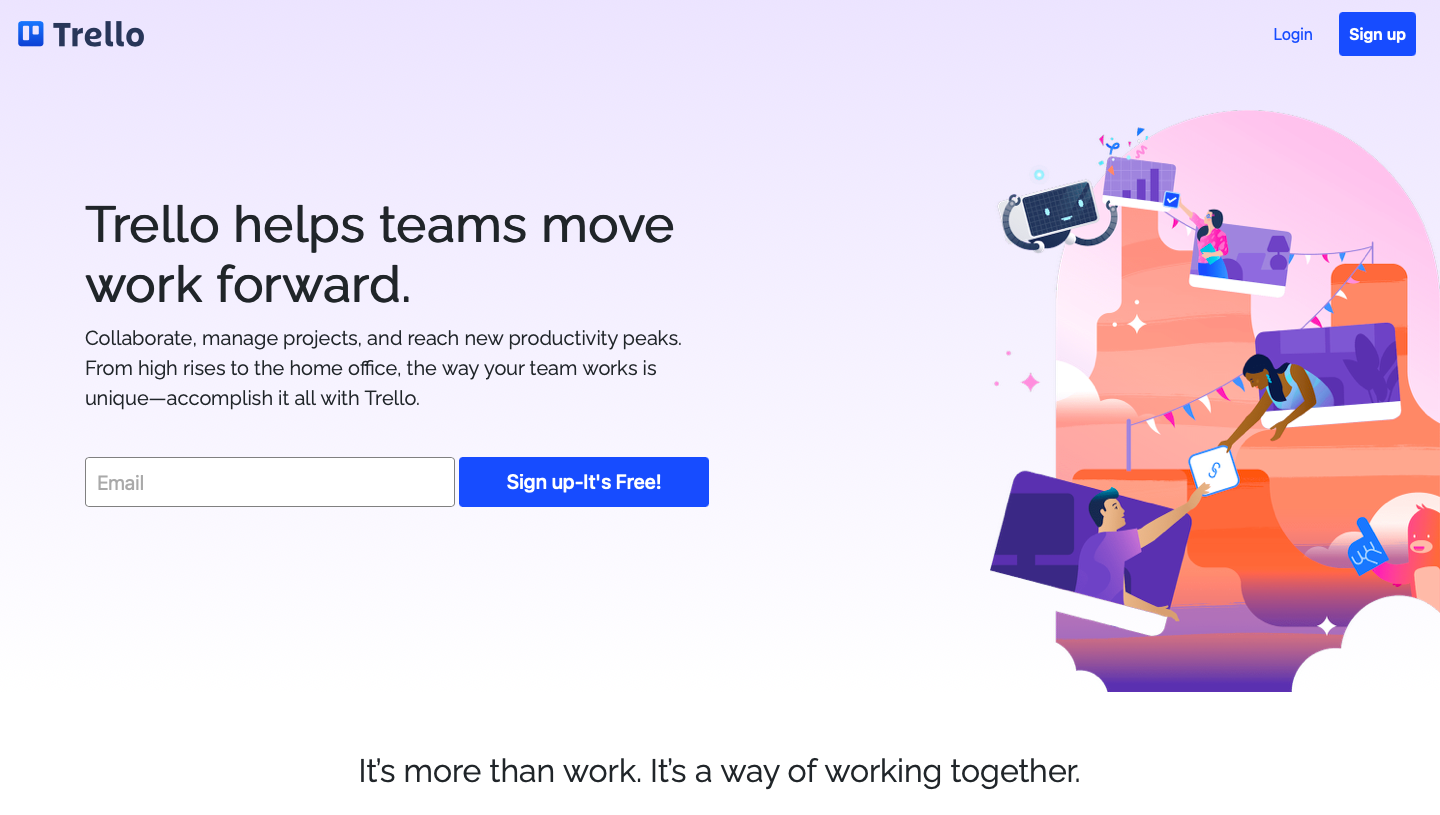 Trello
Login
Sign up
Trello helps teams move
work forward.
Collaborate, manage projects, and reach new productivity peaks.
From high rises to the home office, the way your team works is
unique—accomplish it all with Trello.
Email
Sign up-It's Free!
It’s more than work. It’s a way of working together.